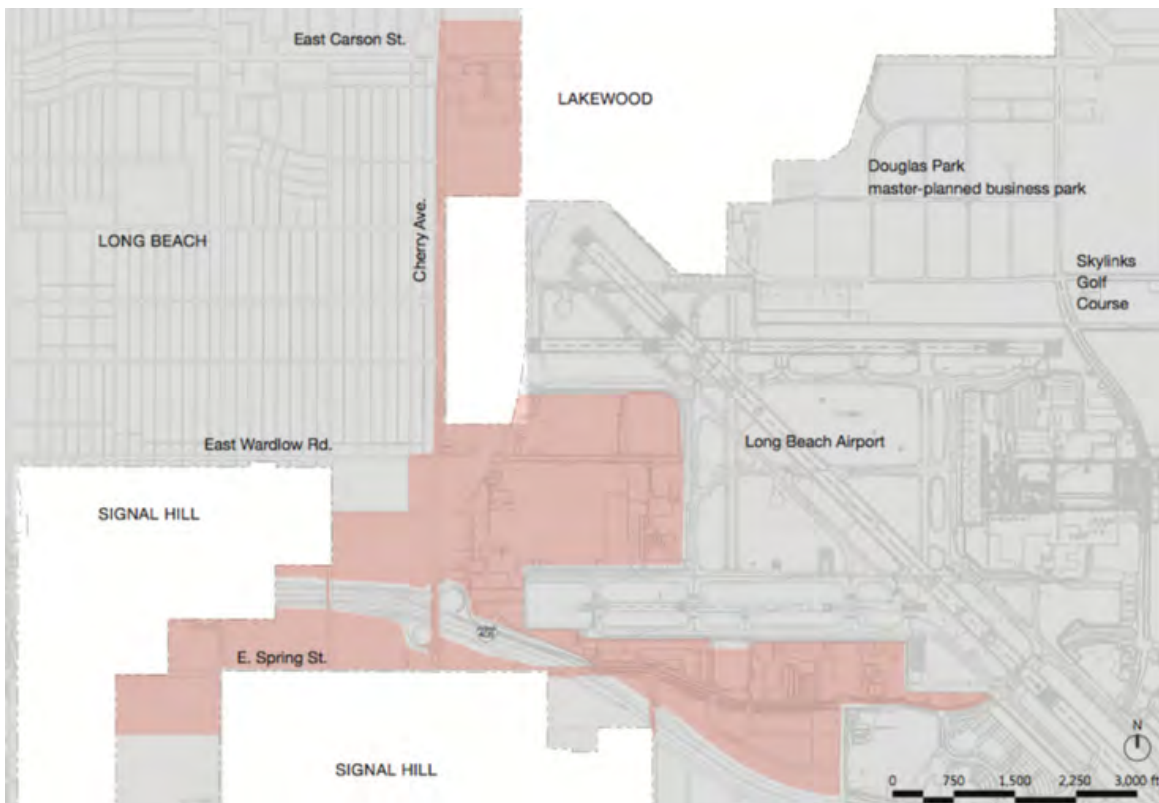 East Carson St.
LAKEWOOD
Douglas Park
master-planned business park
Cherry Ave.
LONG BEACH
Skylinks
Golf
Course
East Wardlow Rd.
Long Beach Airport
SIGNAL HILL
E. Spring St.
SIGNAL HILL
N
0 750 1,500 2,250 3,000 ft